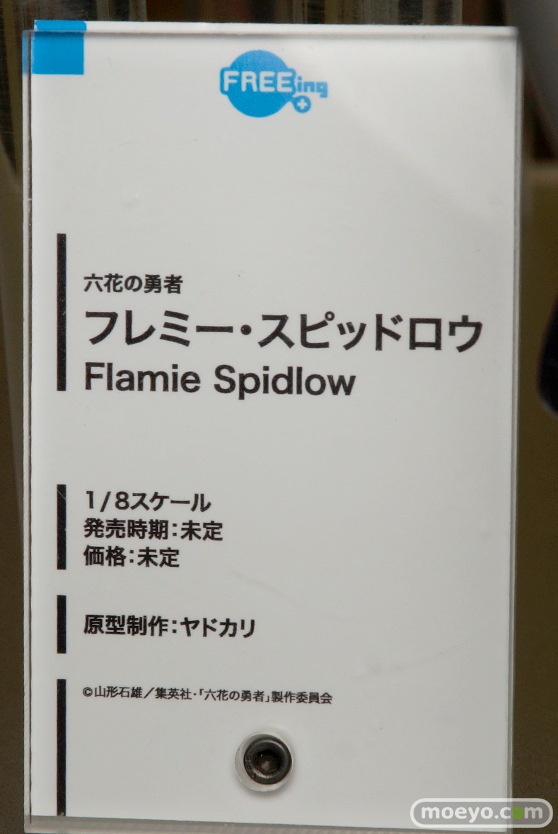 FREEing
六花の勇者
フレミー・スピッドロウ
Flamie Spidlow
1/8スケール
発売時期：未定
価格：未定
原型制作：ヤドカリ
©山形石雄／集英社・「六花の勇者」製作委員会
moeyo.com